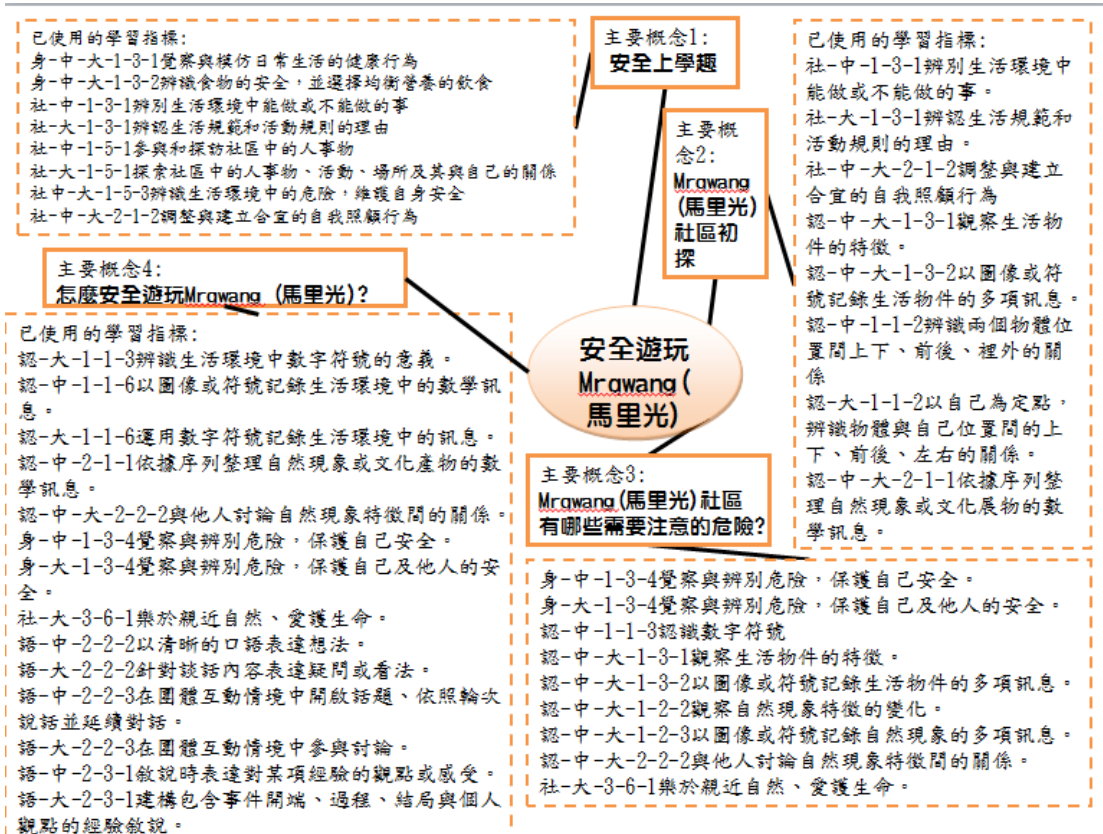 已使用的學習指標:
身-中-大-1-3-1覺察與模仿日常生活的健康行為
身-中-大-1-3-2辨識食物的安全，並選擇均衡營養的飲食
社-中-1-3-1辨別生活環境中能做或不能做的事
社-大-1-3-1辨認生活規範和活動規則的理由
社-中-1-5-1參與和探訪社區中的人事物
社-大-1-5-1探索社區中的人事物、活動、場所及其與自己的關係
社中-大-1-5-3辨識生活環境中的危險，維護自身安全
社-中-大-2-1-2調整與建立合宜的自我照顧行為
主要概念1:
安全上學趣
主要概
念2:
Mrqwang
(馬里光)
社區初
探
已使用的學習指標:
社-中-1-3-1辨別生活環境中
能做或不能做的事。
社-大-1-3-1辨認生活規範和
活動規則的理由。
社-中-大-2-1-2調整與建立
合宜的自我照顧行為
認-中-大-1-3-1觀察生活物
件的特徵。
認-中-大-1-3-2以圖像或符
號記錄生活物件的多項訊息。
認-中-1-1-2辨識兩個物體位
置間上下、前後、裡外的關
係
認-大-1-1-2以自己為定點，
辨識物體與自己位置間的上
下、前後、左右的關係。
認-中-大-2-1-1依據序列整
理自然現象或文化展物的數
學訊息。
主要概念4:
怎麼安全遊玩Mrqwang (馬里光)?
安全遊玩
Mrqwang(
馬里光)
已使用的學習指標:
認-大-1-1-3辨識生活環境中數字符號的意義。
認-中-1-1-6以圖像或符號記錄生活環境中的數學訊
息。
認-大-1-1-6運用數字符號記錄生活環境中的訊息。
認-中-2-1-1依據序列整理自然現象或文化產物的數
學訊息。
認-中-大-2-2-2與他人討論自然現象特徵間的關係。
身-中-1-3-4覺察與辨別危險，保護自己安全。
身-大-1-3-4覺察與辨別危險，保護自己及他人的安
全。
社-大-3-6-1樂於親近自然、愛護生命。
語-中-2-2-2以清晰的口語表達想法。
語-大-2-2-2針對談話內容表達疑問或看法。
語-中-2-2-3在團體互動情境中開啟話題、依照輪次
說話並延續對話。
語-大-2-2-3在團體互動情境中參與討論。
語-中-2-3-1敘說時表達對某項經驗的觀點或感受。
語-大-2-3-1建構包含事件開端、過程、結局與個人
觀點的經驗敘說。
主要概念3:
Mrqwang(馬里光)社區
有哪些需要注意的危險?
身-中-1-3-4覺察與辨別危險，保護自己安全。
身-大-1-3-4覺察與辨別危險，保護自己及他人的安全。
認-中-1-1-3認識數字符號
認-中-大-1-3-1觀察生活物件的特徵。
認-中-大-1-3-2以圖像或符號記錄生活物件的多項訊息。
認-中-大-1-2-2觀察自然現象特徵的變化。
認-中-大-1-2-3以圖像或符號記錄自然現象的多項訊息。
認-中-大-2-2-2與他人討論自然現象特徵間的關係。
社-大-3-6-1樂於親近自然、愛護生命。